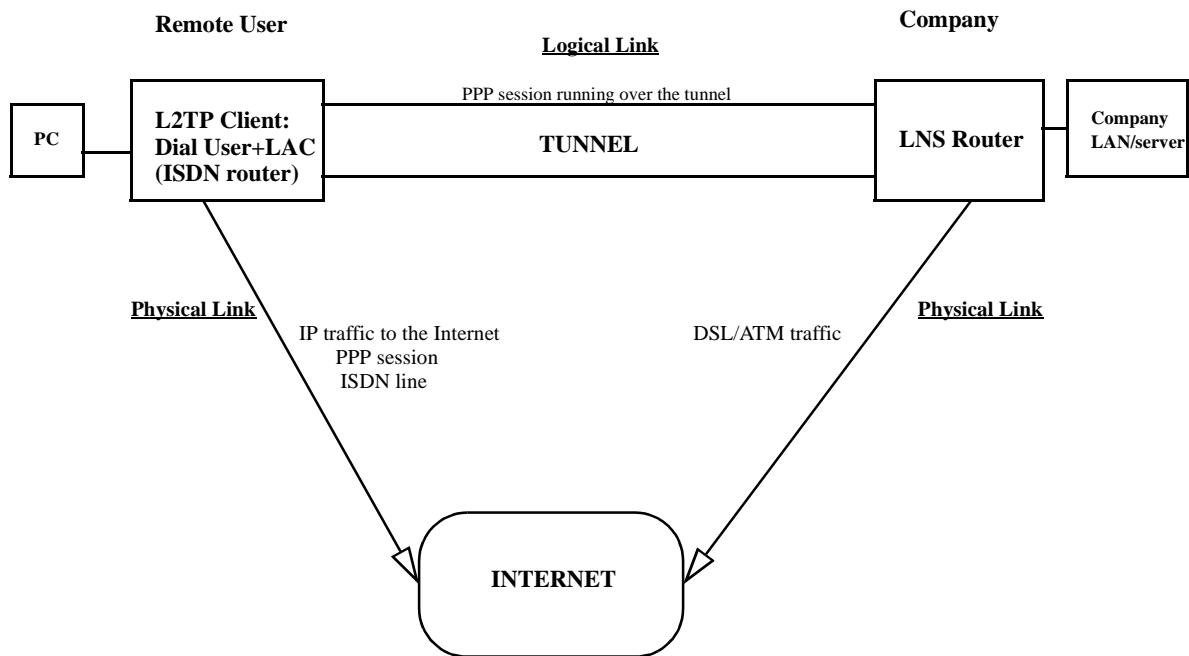 Remote User
Company
Logical Link
PPP session running over the tunnel
PC
L2TP Client:
Dial User+LAC
(ISDN router)
TUNNEL
LNS Router
Company
LAN/server
Physical Link
Physical Link
IP traffic to the Internet
PPP session
ISDN line
DSL/ATM traffic
INTERNET